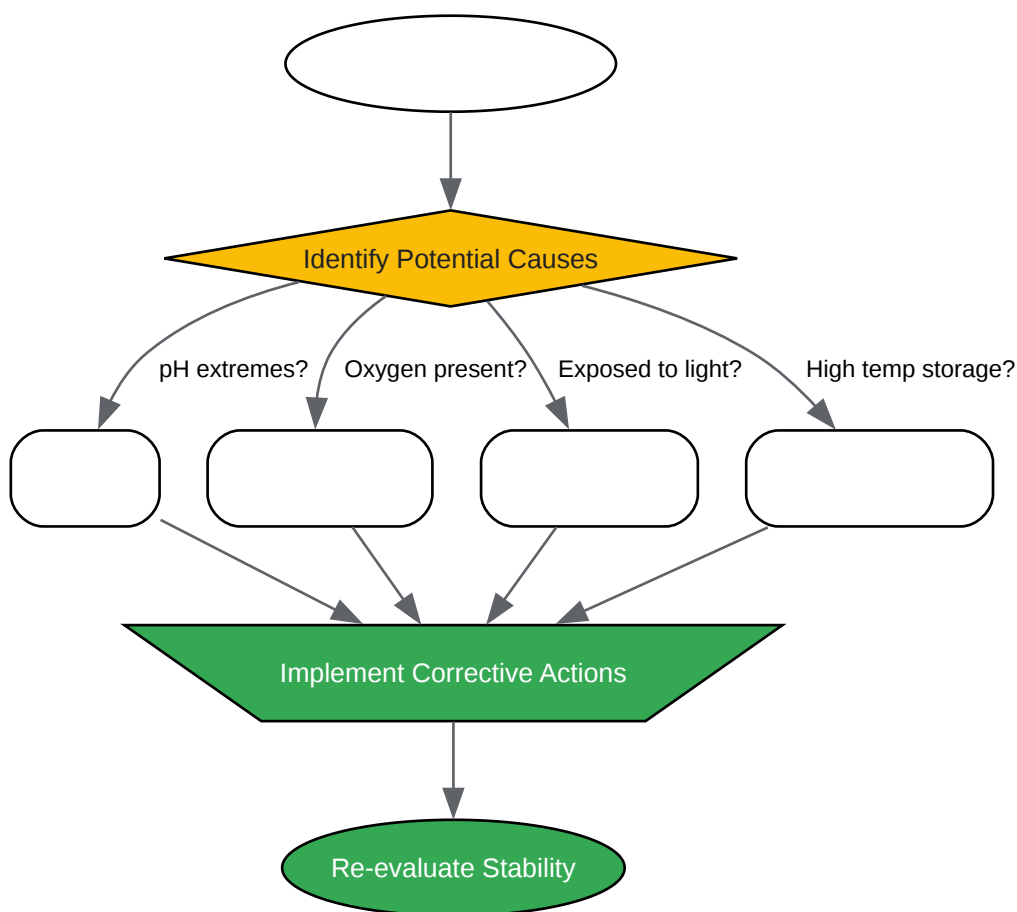 Identify Potential Causes
pH extremes?
Oxygen present?
Exposed to light?
High temp storage?
Implement Corrective Actions
Re-evaluate Stability